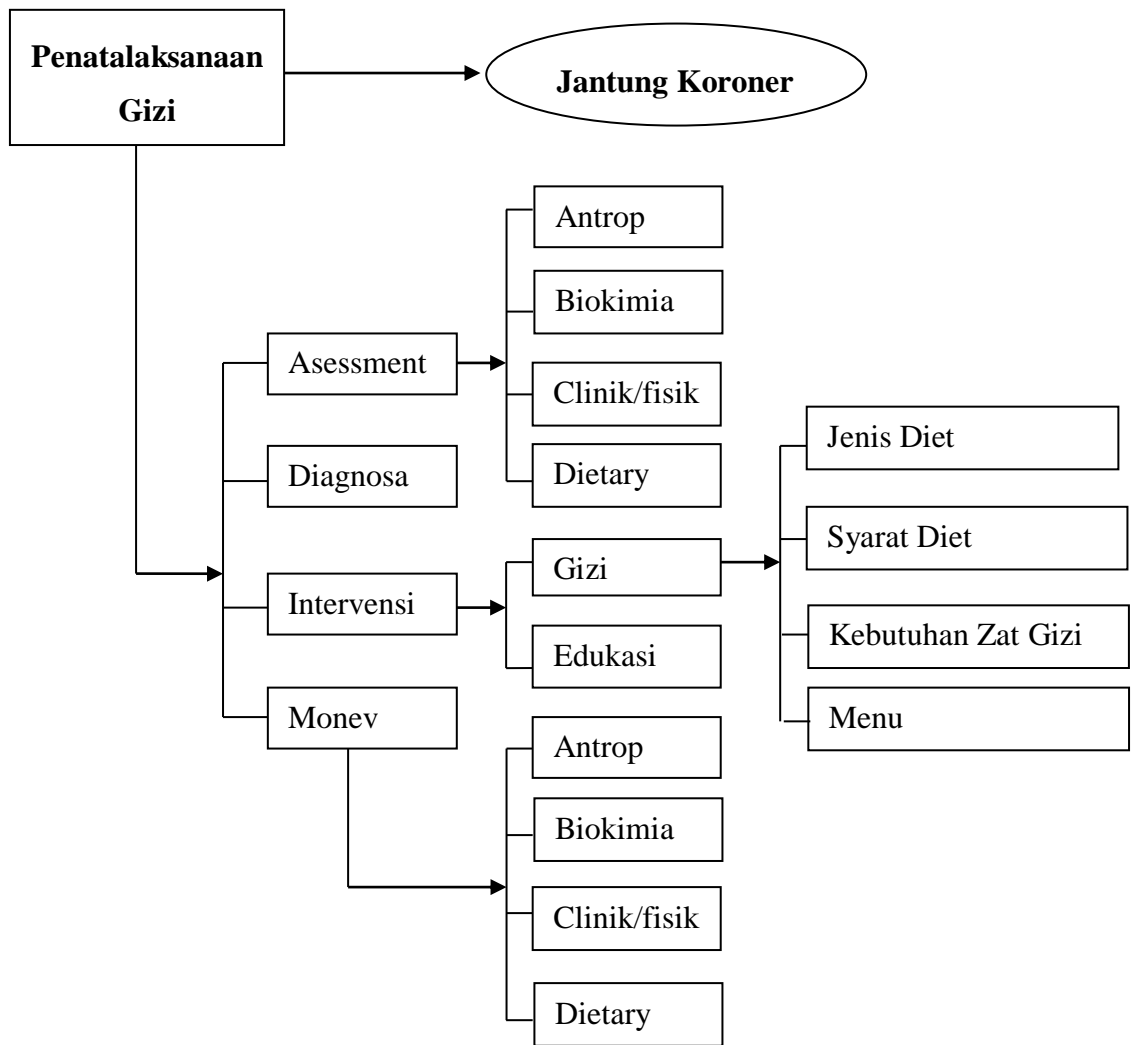 Penatalaksanaan
Gizi
Jantung Koroner
Asessment
Antrop
Biokimia
Clinik/fisik
Dietary
Diagnosa
Intervensi
Gizi
Jenis Diet
Syarat Diet
Kebutuhan Zat Gizi
Menu
Edukasi
Monev
Antrop
Biokimia
Clinik/fisik
Dietary